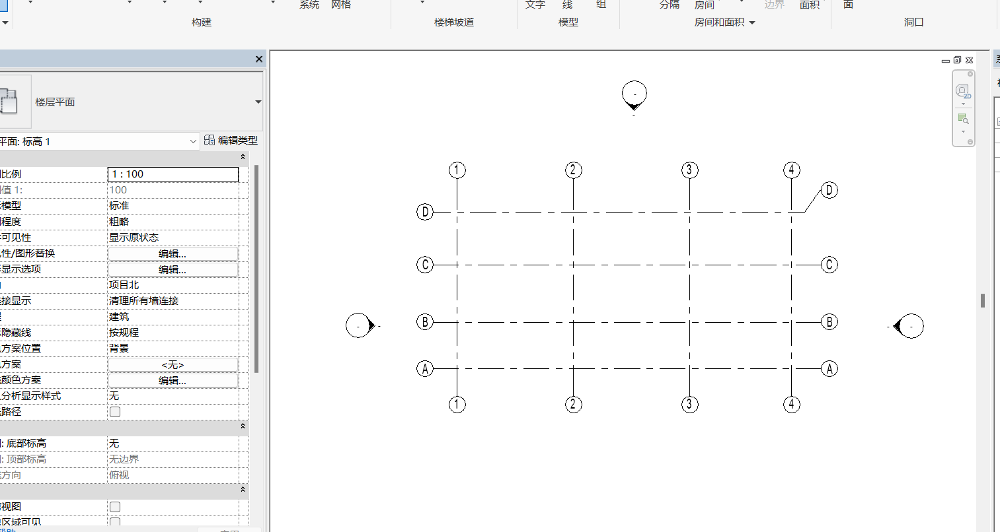 系统 网格 文字 线 组 分隔 房间 边界 面积 面
构建 楼梯坡道 模型 房间和面积 洞口
楼层平面
平面: 标高 1 编辑类型
比例 1 : 100
值 1: 100
模型 标准
程度 粗略
可见性 显示原状态
性/图形替换 编辑...
显示选项 编辑...
项目北
接显示 清理所有墙连接
建筑
隐藏线 按规程
方案位置 背景
方案 <无>
颜色方案 编辑...
分析显示样式 无
路径
: 底部标高 无
: 顶部标高 无边界
方向 俯视
视图
区域可见
2D
1 2 3 4
D D
C C
B B
A A
1 2 3 4